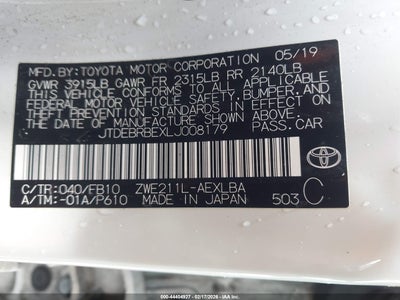 MFD.BY:TOYOTA MOTOR CORPORATION 05/19
GVWR 3915LB GAWR FR 2315LB RR 2140LB
THIS VEHICLE CONFORMS TO ALL APPLICABLE
FEDERAL MOTOR VEHICLE SAFETY, BUMPER, AND
THEFT PREVENTION STANDARDS IN EFFECT ON
THE DATE OF MANUFACTURE SHOWN ABOVE.
JTDEBRBEXLJ008179 PASS.CAR
TOYOTA
C/TR:040/FB10 ZWE211L-AEXLBA
A/TM:-01A/P610 MADE IN JAPAN 503 C
000-44404927 - 02/17/2026 - IAAI.COM